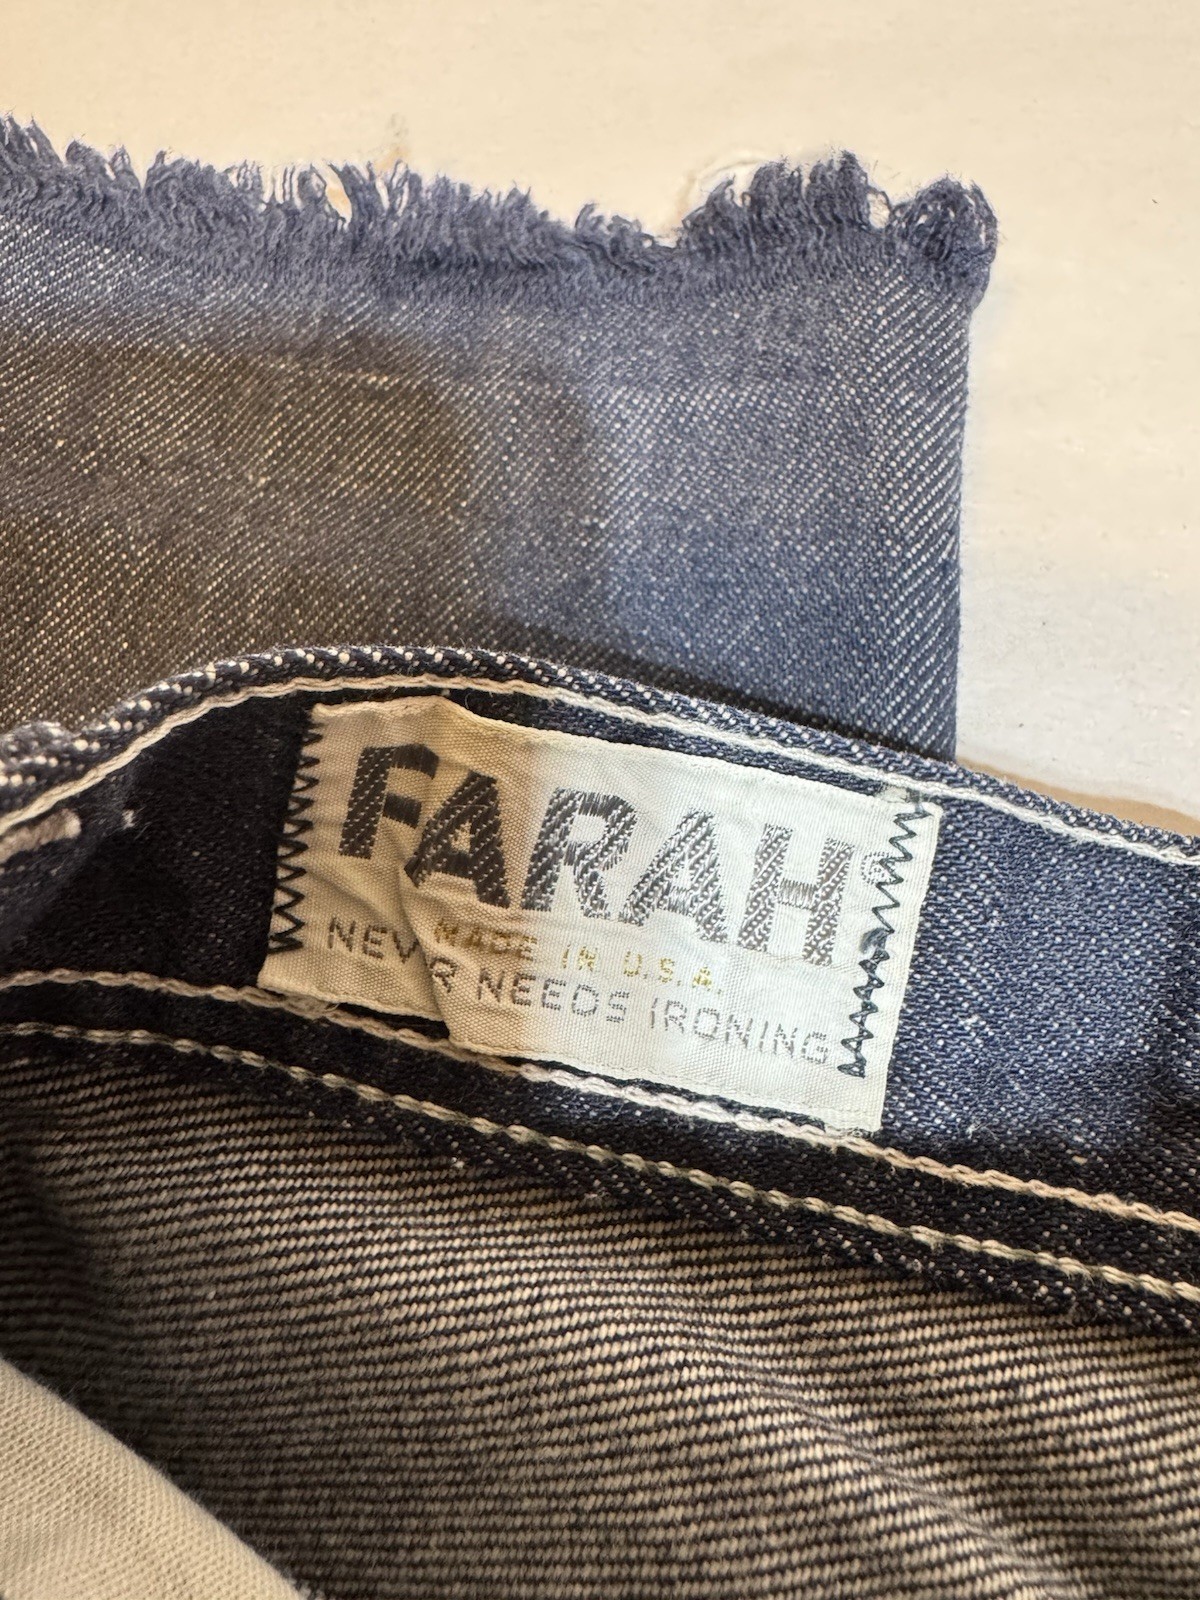 FARAH®
MADE IN U.S.A.
NEVER NEEDS IRONING